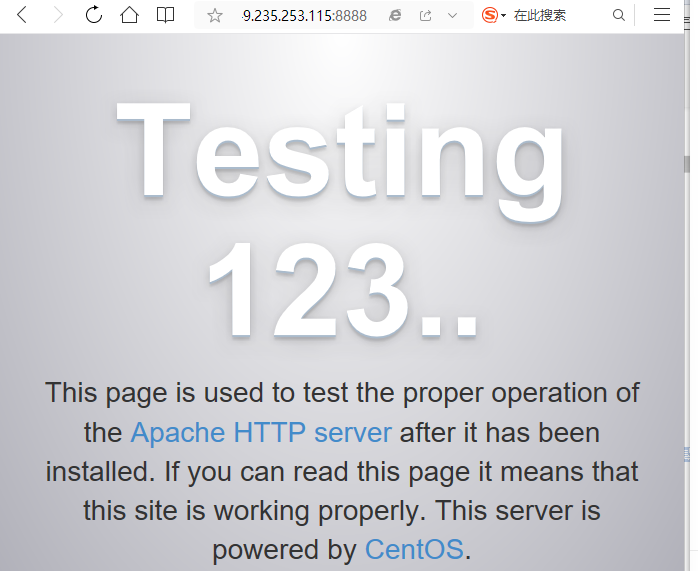 9.235.253.115:8888
在此搜索
Testing
123..
This page is used to test the proper operation of
the Apache HTTP server after it has been
installed. If you can read this page it means that
this site is working properly. This server is
powered by CentOS.